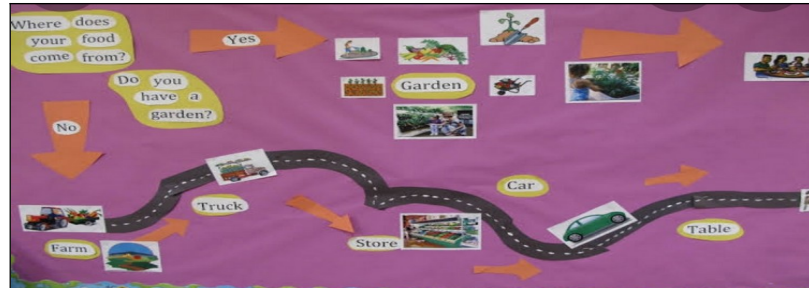 Where does
your food
come from?
Yes
Do you
have a
garden?
Garden
No
Car
Truck
Farm
Store
Table